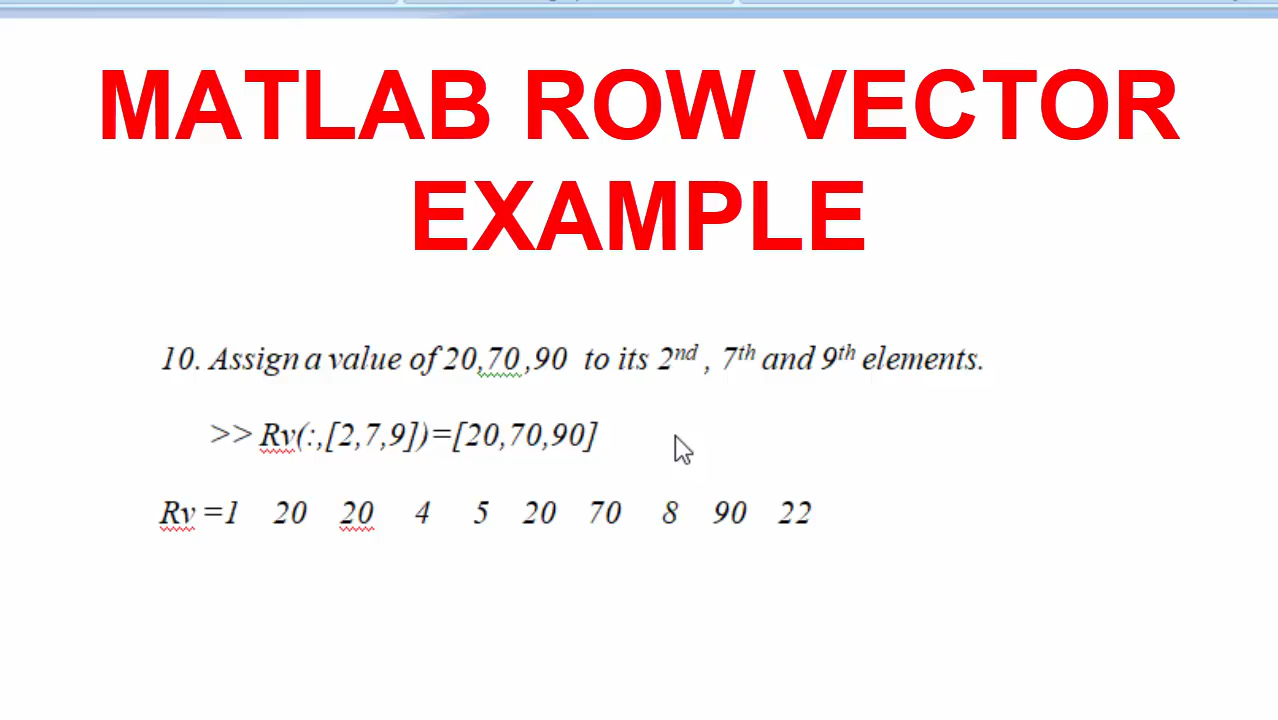 MATLAB ROW VECTOR
EXAMPLE
10. Assign a value of 20,70 ,90 to its 2nd , 7th and 9th elements.
>> Rv(:,[2,7,9])=[20,70,90]
Rv =1 20 20 4 5 20 70 8 90 22